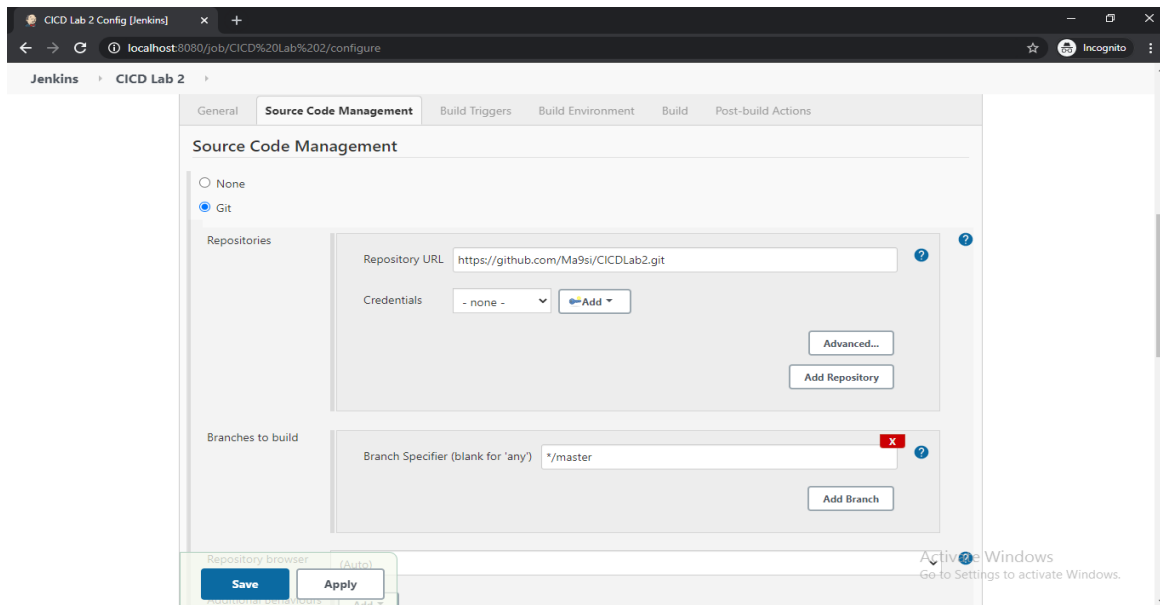 CICD Lab 2 Config [Jenkins]
localhost:8080/job/CICD%20Lab%202/configure
Incognito
Jenkins CICD Lab 2
General Source Code Management Build Triggers Build Environment Build Post-build Actions
Source Code Management
None
Git
Repositories
Repository URL https://github.com/Ma9si/CICDLab2.git
Credentials - none - Add
Advanced...
Add Repository
Branches to build
X
Branch Specifier (blank for 'any') */master
Add Branch
Repository browser (Auto)
Activate Windows
Go to Settings to activate Windows.
Save Apply
Additional behaviours Add